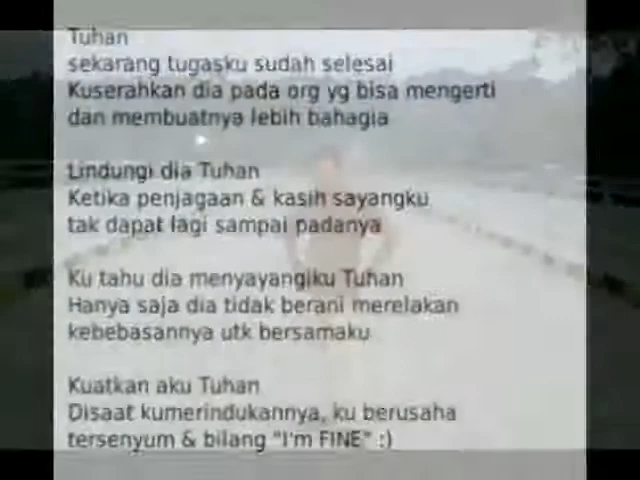 Tuhan
sekarang tugasku sudah selesai
Kuserahkan dia pada org yg bisa mengerti
dan membuatnya lebih bahagia
Lindungi dia Tuhan
Ketika penjagaan & kasih sayangku
tak dapat lagi sampai padanya
Ku tahu dia menyayangiku Tuhan
Hanya saja dia tidak berani merelakan
kebebasannya utk bersamaku
Kuatkan aku Tuhan
Disaat kumerindukannya, ku berusaha
tersenyum & bilang "I'm FINE" :)